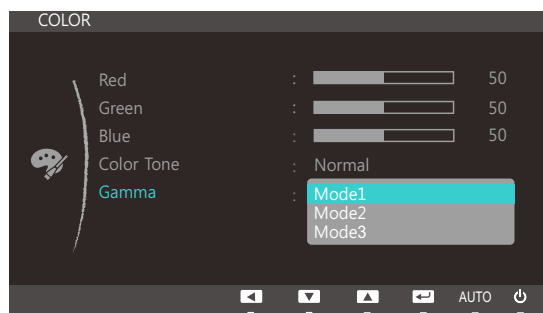 COLOR
Red : 50
Green : 50
Blue : 50
Color Tone : Normal
Gamma : Mode1
Mode2
Mode3
AUTO